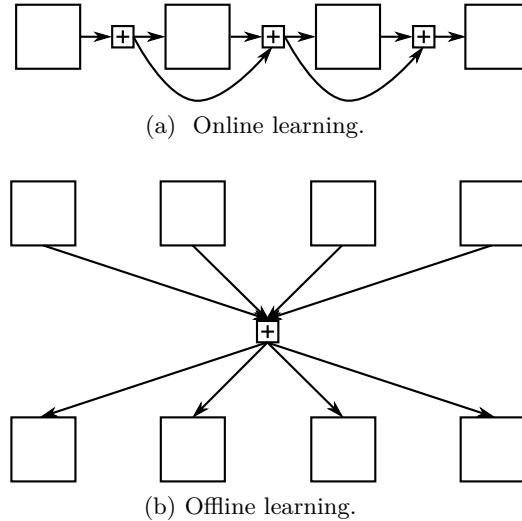 + + +
(a) Online learning.
+
(b) Offline learning.